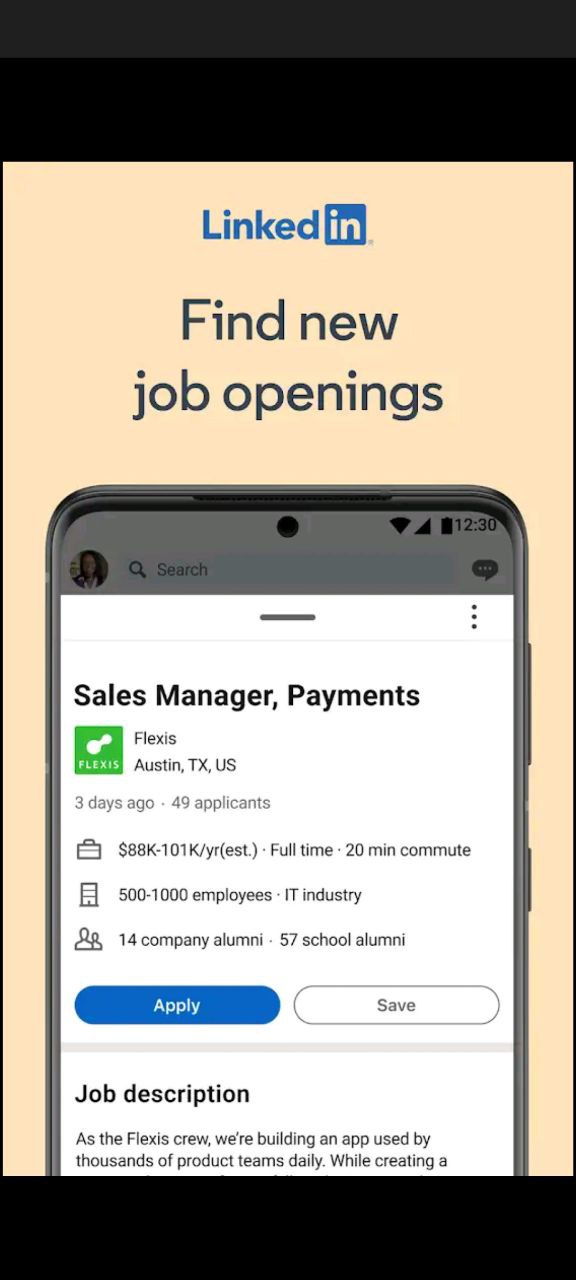 Linked in
Find new
job openings
12:30
Search
Sales Manager, Payments
FLEXIS
Flexis
Austin, TX, US
3 days ago · 49 applicants
$88K-101K/yr(est.) · Full time · 20 min commute
500-1000 employees · IT industry
14 company alumni · 57 school alumni
Apply
Save
Job description
As the Flexis crew, we’re building an app used by
thousands of product teams daily. While creating a